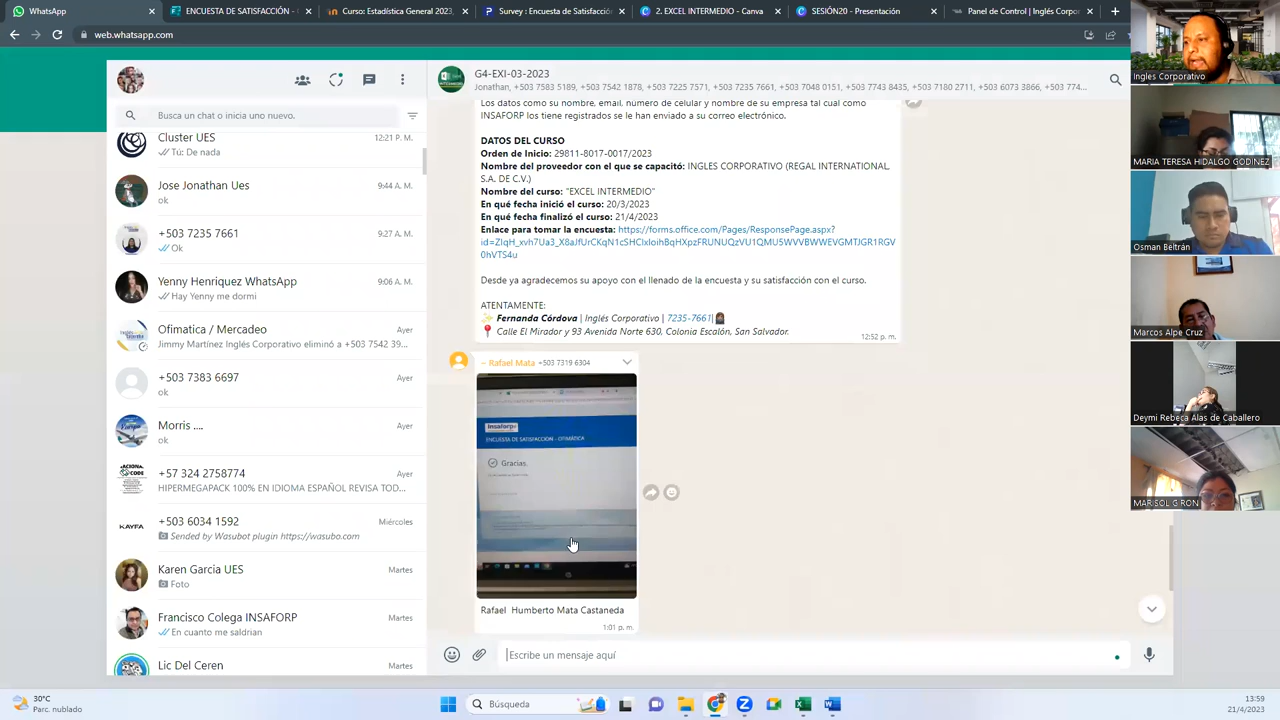 WhatsApp
ENCUESTA DE SATISFACCIÓN -
Curso Estadística General 2022
Survey : Encuesta de Satisfacció
2. EXCEL INTERMEDIO - Canva
SESIÓN20 - Presentac
Panel de Control | Inglés Corpo
web.whatsapp.com
Busca un chat o inicia uno nuevo.
Cluster UES
12:21 P. M.
Tú: De nada
Jose Jonathan Ues
9:44 A. M.
ok
+503 7235 7661
9:27 A. M.
Ok
Yenny Henriquez WhatsApp
9:06 A. M.
Hay Yenny me dormi
Ofimatica / Mercadeo
Ayer
Jimmy Martínez Inglés Corporativo eliminó a +503 7542 39...
+503 7383 6697
Ayer
ok
Morris ....
Ayer
ok
+57 324 2758774
Ayer
HIPERMEGAPACK 100% EN IDIOMA ESPAÑOL REVISA TOD...
KAYFA
+503 6034 1592
Miércoles
Sended by Wasubot plugin https://wasubo.com
Karen Garcia UES
Martes
Foto
Francisco Colega INSAFORP
Martes
En cuanto me saldrian
Lic Del Ceren
Martes
G4-EXI-03-2023
Jonathan, +503 7583 5189, +503 7542 1878, +503 7225 7571, +503 7235 7661, +503 7048 0151, +503 7743 8435, +503 7180 2711, +503 6073 3866, +503 774...
Los datos como su nombre, email, número de celular y nombre de su empresa tal cual como
INSAFORP los tiene registrados se le han enviado a su correo electrónico.
DATOS DEL CURSO
Orden de Inicio: 29811-8017-0017/2023
Nombre del proveedor con el que se capacitó: INGLES CORPORATIVO (REGAL INTERNATIONAL,
S.A. DE C.V.)
Nombre del curso: "EXCEL INTERMEDIO"
En qué fecha inició el curso: 20/3/2023
En qué fecha finalizó el curso: 21/4/2023
Enlace para tomar la encuesta: https://forms.office.com/Pages/ResponsePage.aspx?
Desde ya agradecemos su apoyo con el llenado de la encuesta y su satisfacción con el curso.
ATENTAMENTE:
Fernanda Córdova | Inglés Corporativo | 7235-7661|
Calle El Mirador y 93 Avenida Norte 630, Colonia Escalón, San Salvador.
12:52 p. m.
~ Rafael Mata +503 7319 6304
insaforp
ENCUESTA DE SATISFACCIÓN - OFIMÁTICA
Gracias.
Rafael Humberto Mata Castaneda
1:01 p. m.
Escribe un mensaje aquí
Ingles Corporativo
MARIA TERESA HIDALGO GODINEZ
Osman Beltrán
Marcos Alpe Cruz
Deymi Rebeca Alas de Caballero
MARISOL GIRON
30°C
Parc. nublado
Búsqueda
13:59
21/4/2023